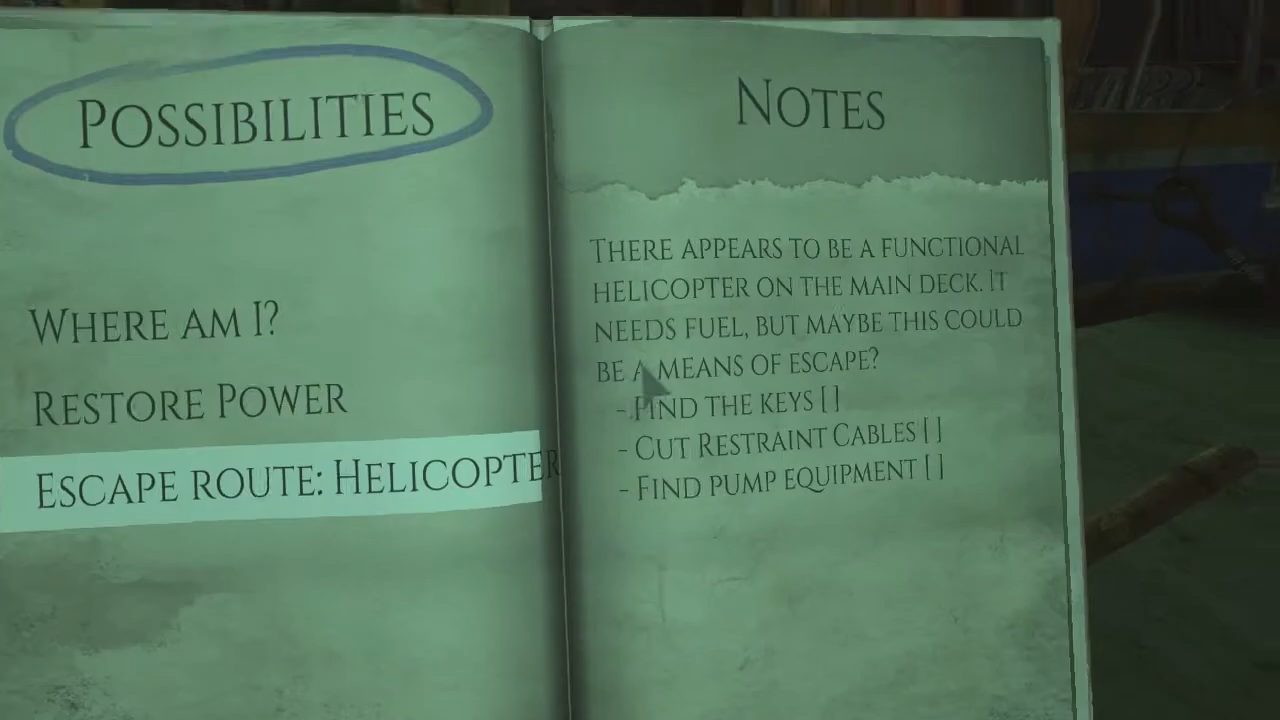 Possibilities
Where am I?
Restore Power
Escape route: Helicopter
Notes
There appears to be a functional
helicopter on the main deck. It
needs fuel, but maybe this could
be a means of escape?
- Find the keys [ ]
- Cut Restraint Cables [ ]
- Find pump equipment [ ]